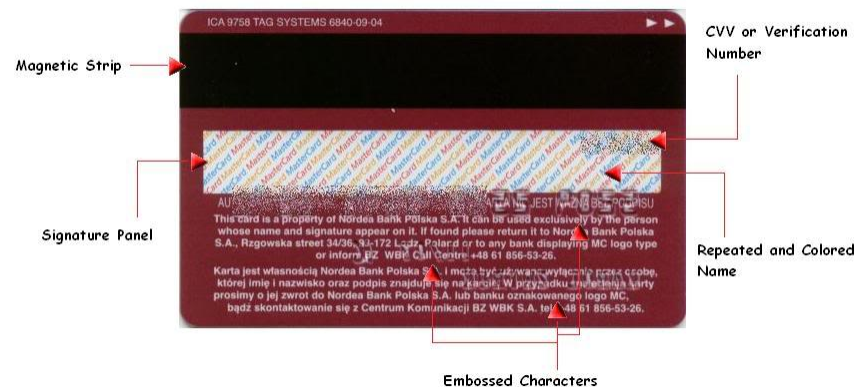 ICA 9758 TAG SYSTEMS 6840-09-04
CVV or Verification
Number
Magnetic Strip
MasterCard MasterCard MasterCard MasterCard
AU JEST WAŻNA BEZ PODPISU
Signature Panel
This card is a property of Nordea Bank Polska S.A. It can be used exclusively by the person
whose name and signature appear on it. If found please return it to Nordea Bank Polska
S.A., Rzgowska street 34/36, 93-172 Lodz, Poland or to any bank displaying MC logo type
or inform BZ WBK Call Centre +48 61 856-53-26.
Repeated and Colored
Name
Karta jest własnością Nordea Bank Polska S.A. i może być używana wyłącznie przez osobę,
której imię i nazwisko oraz podpis znajduje się na karcie. W przypadku znalezienia karty
prosimy o jej zwrot do Nordea Bank Polska S.A. lub banku oznakowanego logo MC,
bądź skontaktowanie się z Centrum Komunikacji BZ WBK S.A. tel. +48 61 856-53-26.
Embossed Characters